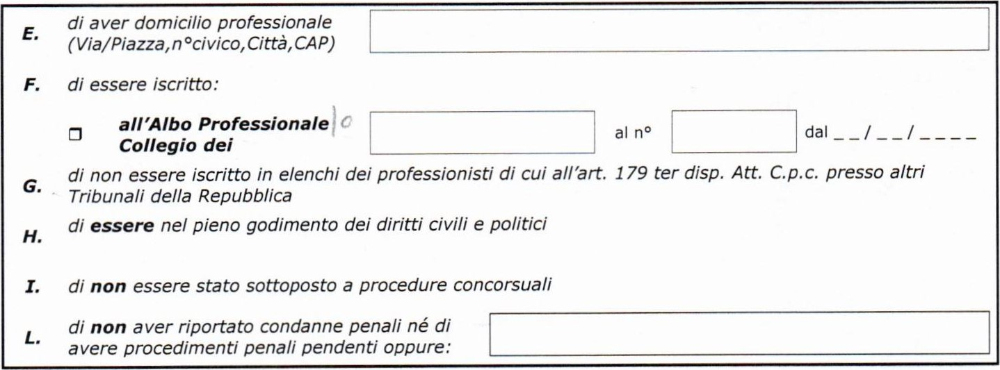 E. di aver domicilio professionale
(Via/Piazza,n°civico,Città,CAP)
F. di essere iscritto:
all'Albo Professionale/o al n° dal _ _ / _ _ / _ _ _ _
Collegio dei
G. di non essere iscritto in elenchi dei professionisti di cui all'art. 179 ter disp. Att. C.p.c. presso altri
Tribunali della Repubblica
H. di essere nel pieno godimento dei diritti civili e politici
I. di non essere stato sottoposto a procedure concorsuali
L. di non aver riportato condanne penali né di
avere procedimenti penali pendenti oppure: